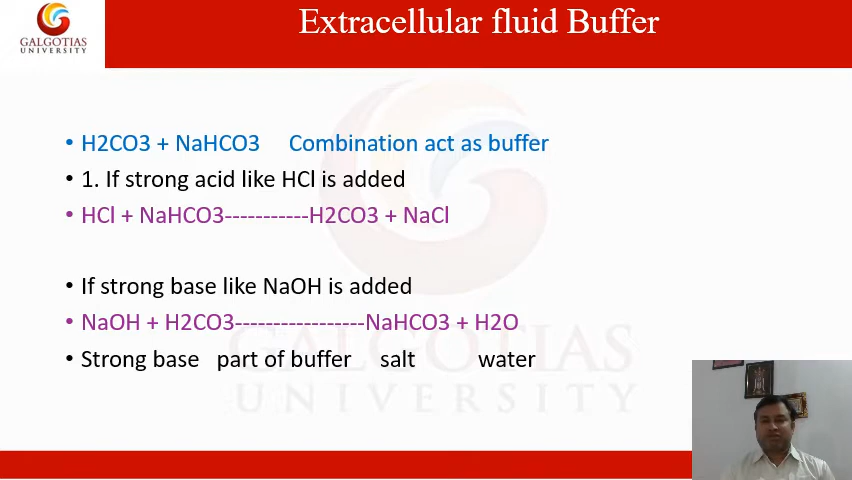 Extracellular fluid Buffer
GALGOTIAS
UNIVERSITY
• H2CO3 + NaHCO3 Combination act as buffer
• 1. If strong acid like HCl is added
• HCl + NaHCO3-----------H2CO3 + NaCl
• If strong base like NaOH is added
• NaOH + H2CO3-----------------NaHCO3 + H2O
• Strong base part of buffer salt water
GALGOTIAS
UNIVERSITY